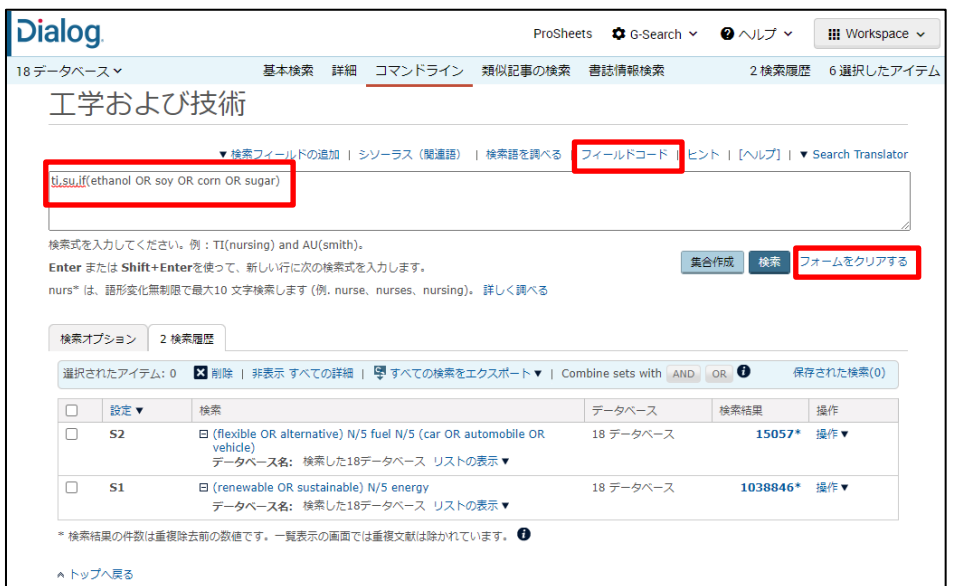 Dialog
ProSheets G-Search ヘルプ Workspace
18 データベース 基本検索 詳細 コマンドライン 類似記事の検索 書誌情報検索 2 検索履歴 6 選択したアイテム
工学および技術
▼ 検索フィールドの追加 | シソーラス（関連語） | 検索語を調べる | フィールドコード | ヒント | [ヘルプ] | ▼ Search Translator
ti,su,if(ethanol OR soy OR corn OR sugar)
検索式を入力してください。例：TI(nursing) and AU(smith)。
Enter または Shift+Enterを使って、新しい行に次の検索式を入力します。
集合作成 検索 フォームをクリアする
nurs* は、語形変化無制限で最大10 文字検索します (例. nurse、nurses、nursing)。 詳しく調べる
検索オプション 2 検索履歴
選択されたアイテム: 0 削除 | 非表示 すべての詳細 | すべての検索をエクスポート▼ | Combine sets with AND OR 保存された検索(0)
設定▼ 検索 データベース 検索結果 操作
S2 (flexible OR alternative) N/5 fuel N/5 (car OR automobile OR vehicle) 18 データベース 15057* 操作▼
データベース名: 検索した18データベース リストの表示▼
S1 (renewable OR sustainable) N/5 energy 18 データベース 1038846* 操作▼
データベース名: 検索した18データベース リストの表示▼
* 検索結果の件数は重複除去前の数値です。一覧表示の画面では重複文献は除かれています。
トップへ戻る